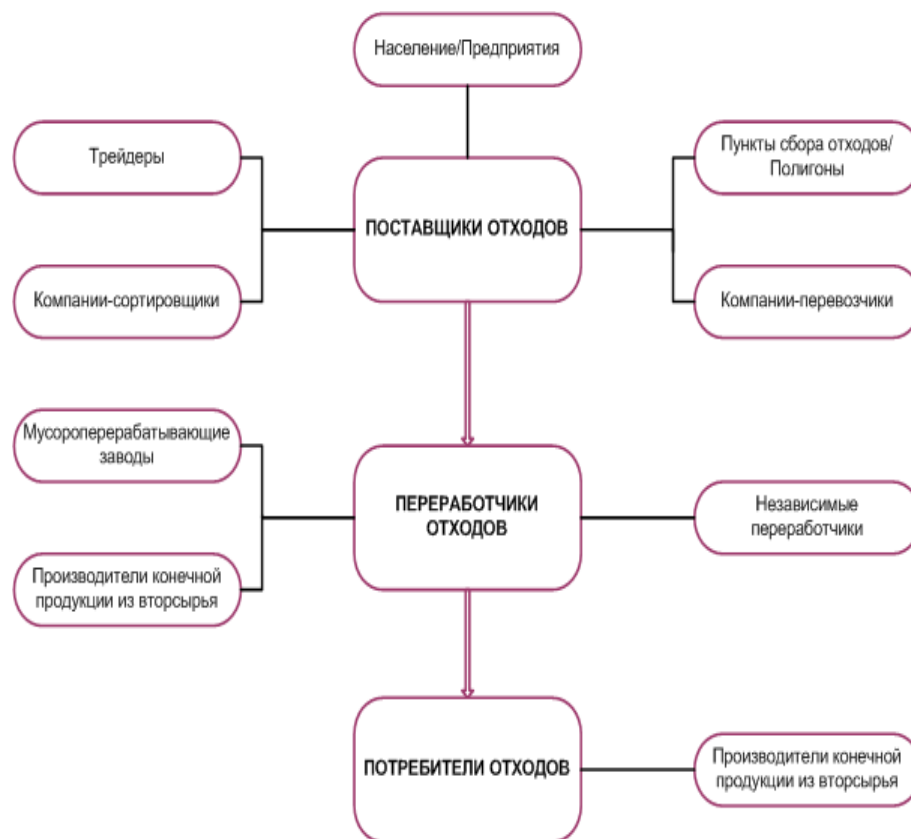 Население/Предприятия
Трейдеры
Пункты сбора отходов/
Полигоны
ПОСТАВЩИКИ ОТХОДОВ
Компании-сортировщики
Компании-перевозчики
Мусороперерабатывающие
заводы
ПЕРЕРАБОТЧИКИ
ОТХОДОВ
Независимые
переработчики
Производители конечной
продукции из вторсырья
ПОТРЕБИТЕЛИ ОТХОДОВ
Производители конечной
продукции из вторсырья